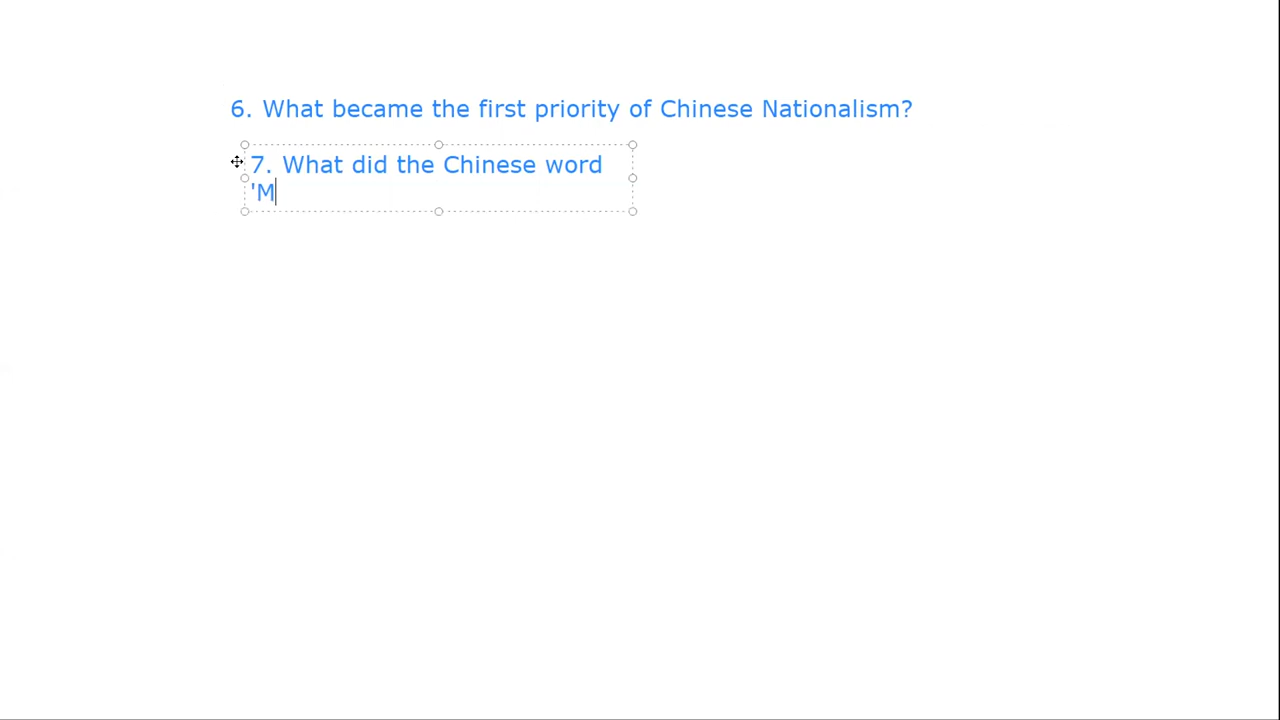 6. What became the first priority of Chinese Nationalism?
7. What did the Chinese word
'M